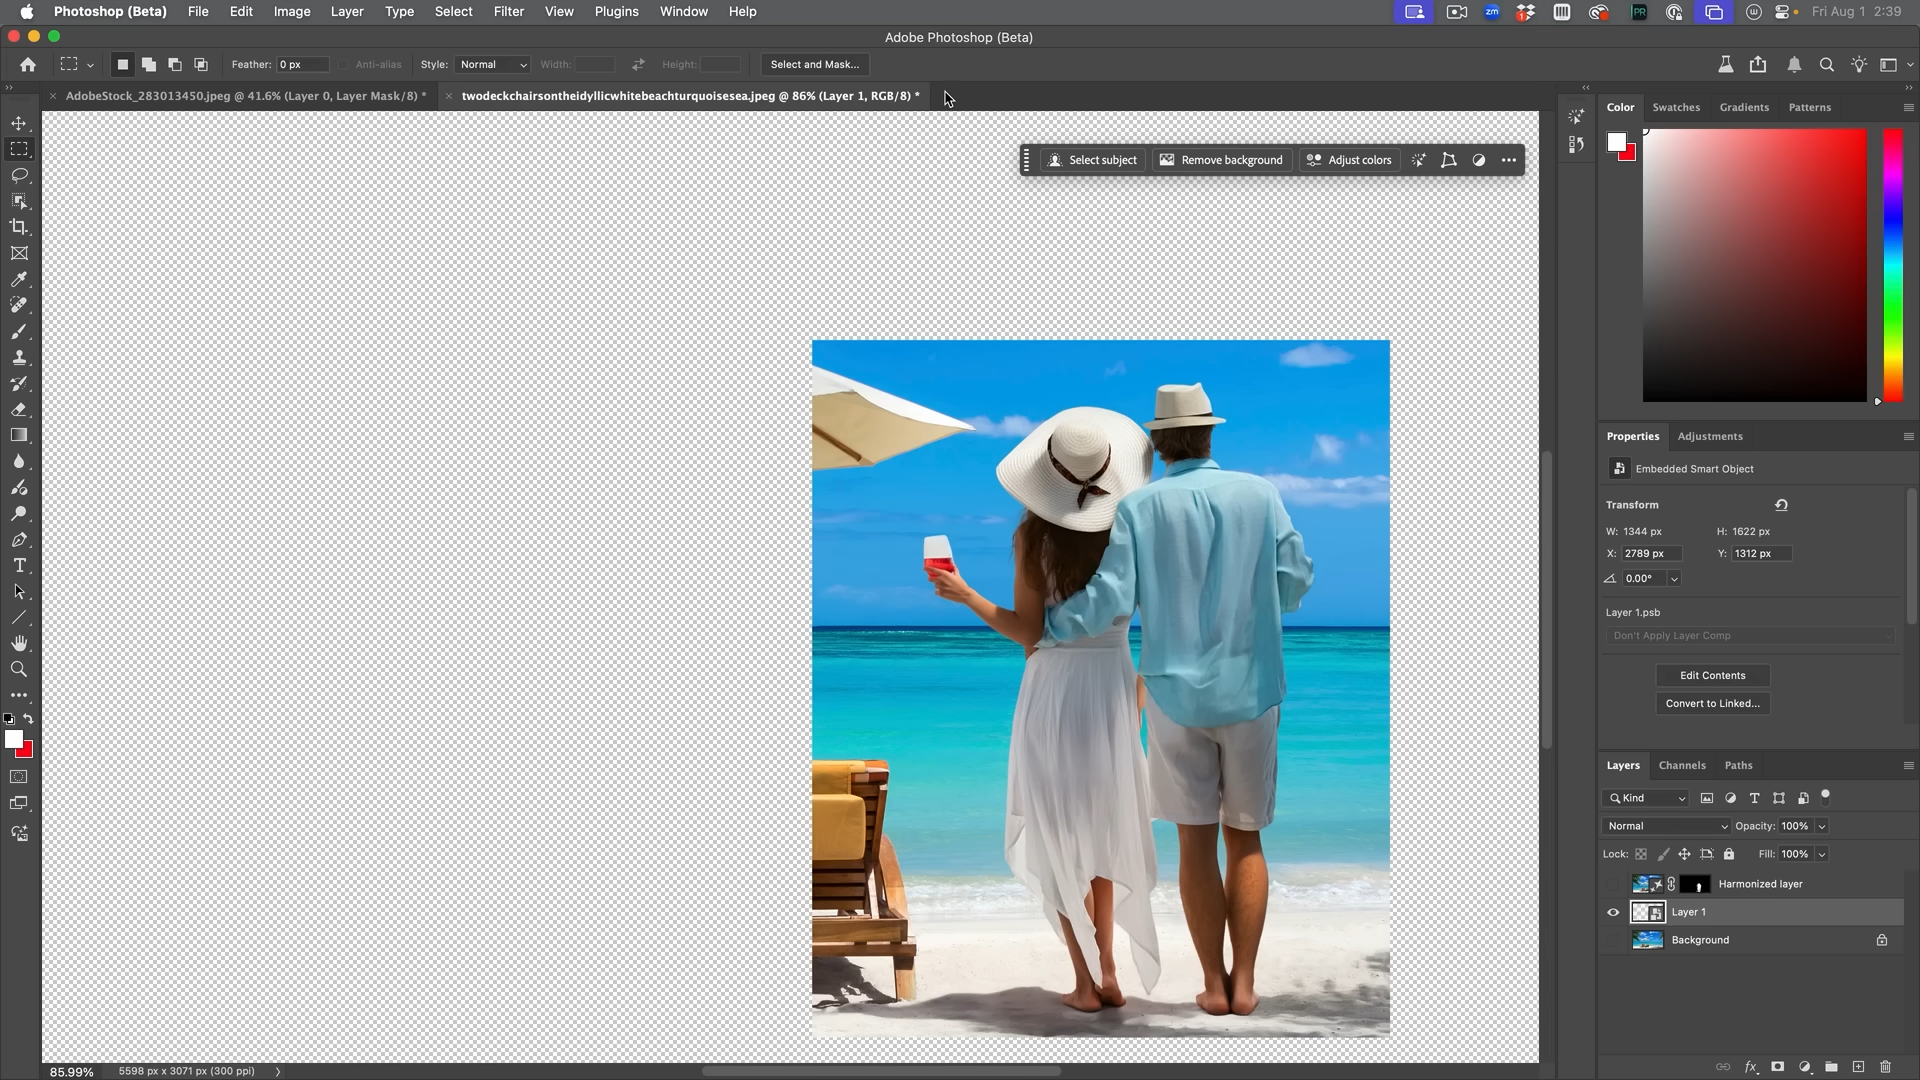 Photoshop (Beta) File Edit Image Layer Type Select Filter View Plugins Window Help
zm 1 PR Fri Aug 1 2:39
Adobe Photoshop (Beta)
Feather: 0 px Anti-alias Style: Normal Width: Height: Select and Mask...
AdobeStock_283013450.jpeg @ 41.6% (Layer 0, Layer Mask/8) * twodeckchairsontheidyllicwhitebeachturquoisesea.jpeg @ 86% (Layer 1, RGB/8) *
Color Swatches Gradients Patterns
Select subject Remove background Adjust colors
Properties Adjustments
Embedded Smart Object
Transform
W: 1344 px H: 1622 px
X: 2789 px Y: 1312 px
0.00°
Layer 1.psb
Don't Apply Layer Comp
Edit Contents
Convert to Linked...
Layers Channels Paths
Kind
Normal Opacity: 100%
Lock: Fill: 100%
Harmonized layer
Layer 1
Background
85.99% 5598 px x 3071 px (300 ppi)